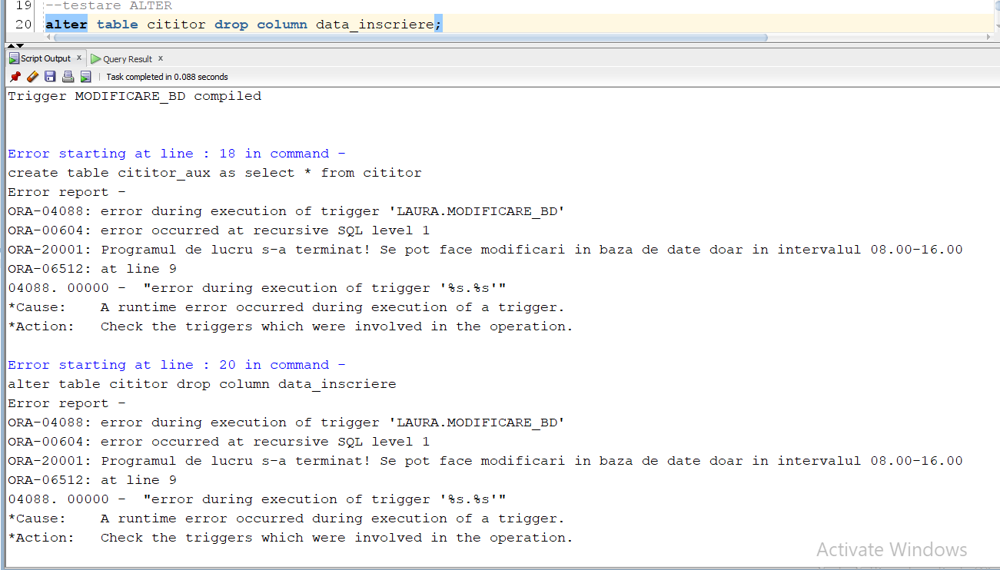 19 --testare ALTER
20 alter table cititor drop column data_inscriere;
Script Output x Query Result x
Task completed in 0.088 seconds
Trigger MODIFICARE_BD compiled
Error starting at line : 18 in command -
create table cititor_aux as select * from cititor
Error report -
ORA-04088: error during execution of trigger 'LAURA.MODIFICARE_BD'
ORA-00604: error occurred at recursive SQL level 1
ORA-20001: Programul de lucru s-a terminat! Se pot face modificari in baza de date doar in intervalul 08.00-16.00
ORA-06512: at line 9
04088. 00000 -  "error during execution of trigger '%s.%s'"
*Cause:    A runtime error occurred during execution of a trigger.
*Action:   Check the triggers which were involved in the operation.
Error starting at line : 20 in command -
alter table cititor drop column data_inscriere
Error report -
ORA-04088: error during execution of trigger 'LAURA.MODIFICARE_BD'
ORA-00604: error occurred at recursive SQL level 1
ORA-20001: Programul de lucru s-a terminat! Se pot face modificari in baza de date doar in intervalul 08.00-16.00
ORA-06512: at line 9
04088. 00000 -  "error during execution of trigger '%s.%s'"
*Cause:    A runtime error occurred during execution of a trigger.
*Action:   Check the triggers which were involved in the operation.
Activate Windows